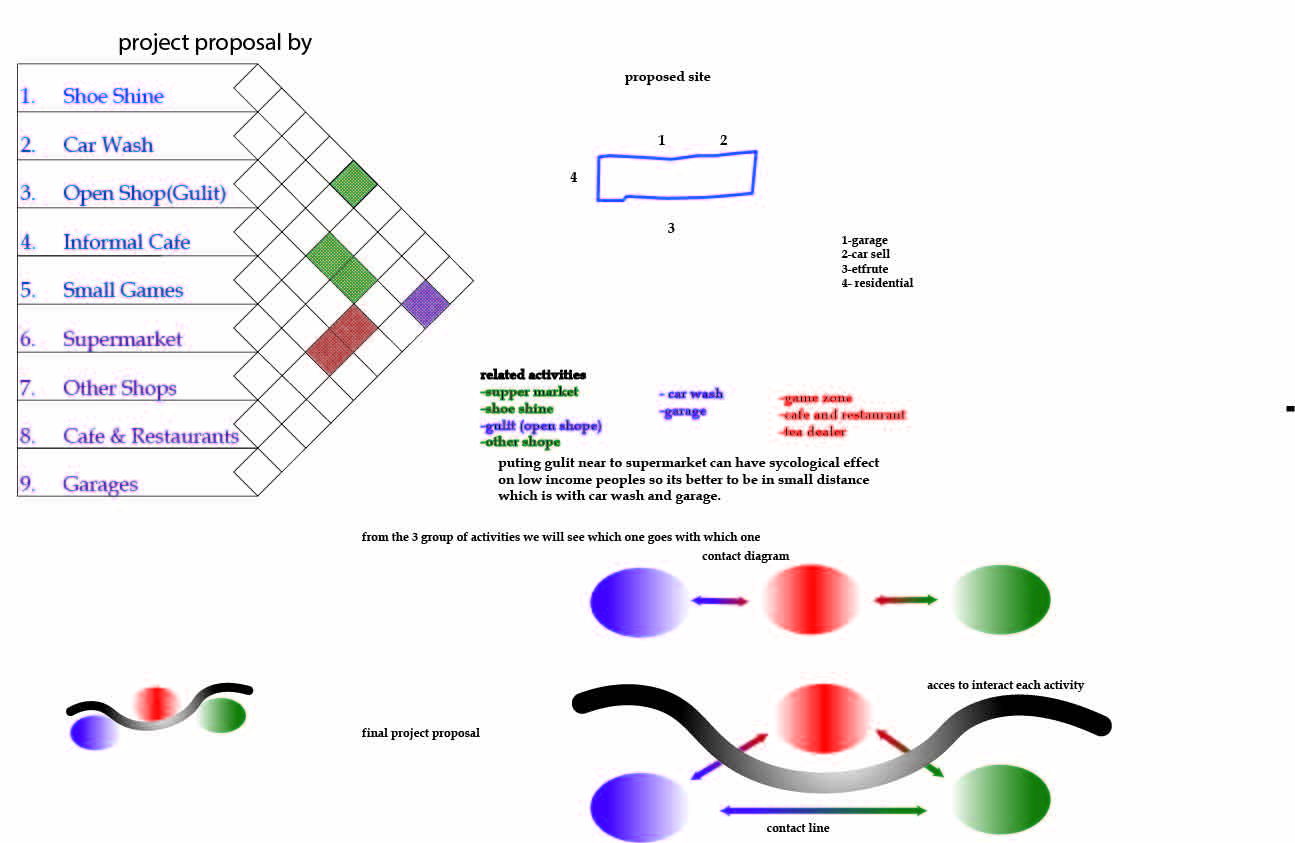 project proposal by
1. Shoe Shine
2. Car Wash
3. Open Shop(Gulit)
4. Informal Cafe
5. Small Games
6. Supermarket
7. Other Shops
8. Cafe & Restaurants
9. Garages
proposed site
1
2
4
3
1-garage
2-car sell
3-etfrute
4- residential
related activities
-supper market
-shoe shine
-gulit (open shope)
-other shope
- car wash
-garage
-game zone
-cafe and restaurant
-tea dealer
puting gulit near to supermarket can have sycological effect
on low income peoples so its better to be in small distance
which is with car wash and garage.
from the 3 group of activities we will see which one goes with which one
contact diagram
acces to interact each activity
final project proposal
contact line